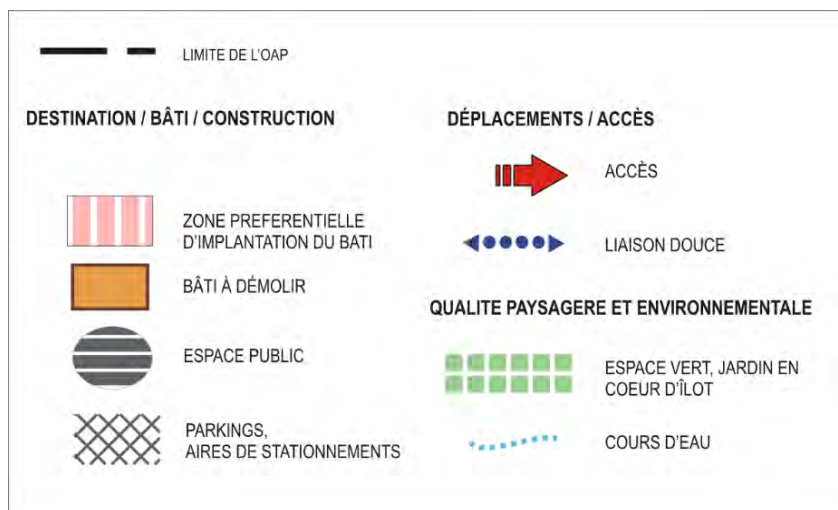 LIMITE DE L'OAP
DESTINATION / BÂTI / CONSTRUCTION
ZONE PREFERENTIELLE
D'IMPLANTATION DU BATI
BÂTI À DÉMOLIR
ESPACE PUBLIC
PARKINGS,
AIRES DE STATIONNEMENTS
DÉPLACEMENTS / ACCÈS
ACCÈS
LIAISON DOUCE
QUALITE PAYSAGERE ET ENVIRONNEMENTALE
ESPACE VERT, JARDIN EN
COEUR D'ÎLOT
COURS D'EAU